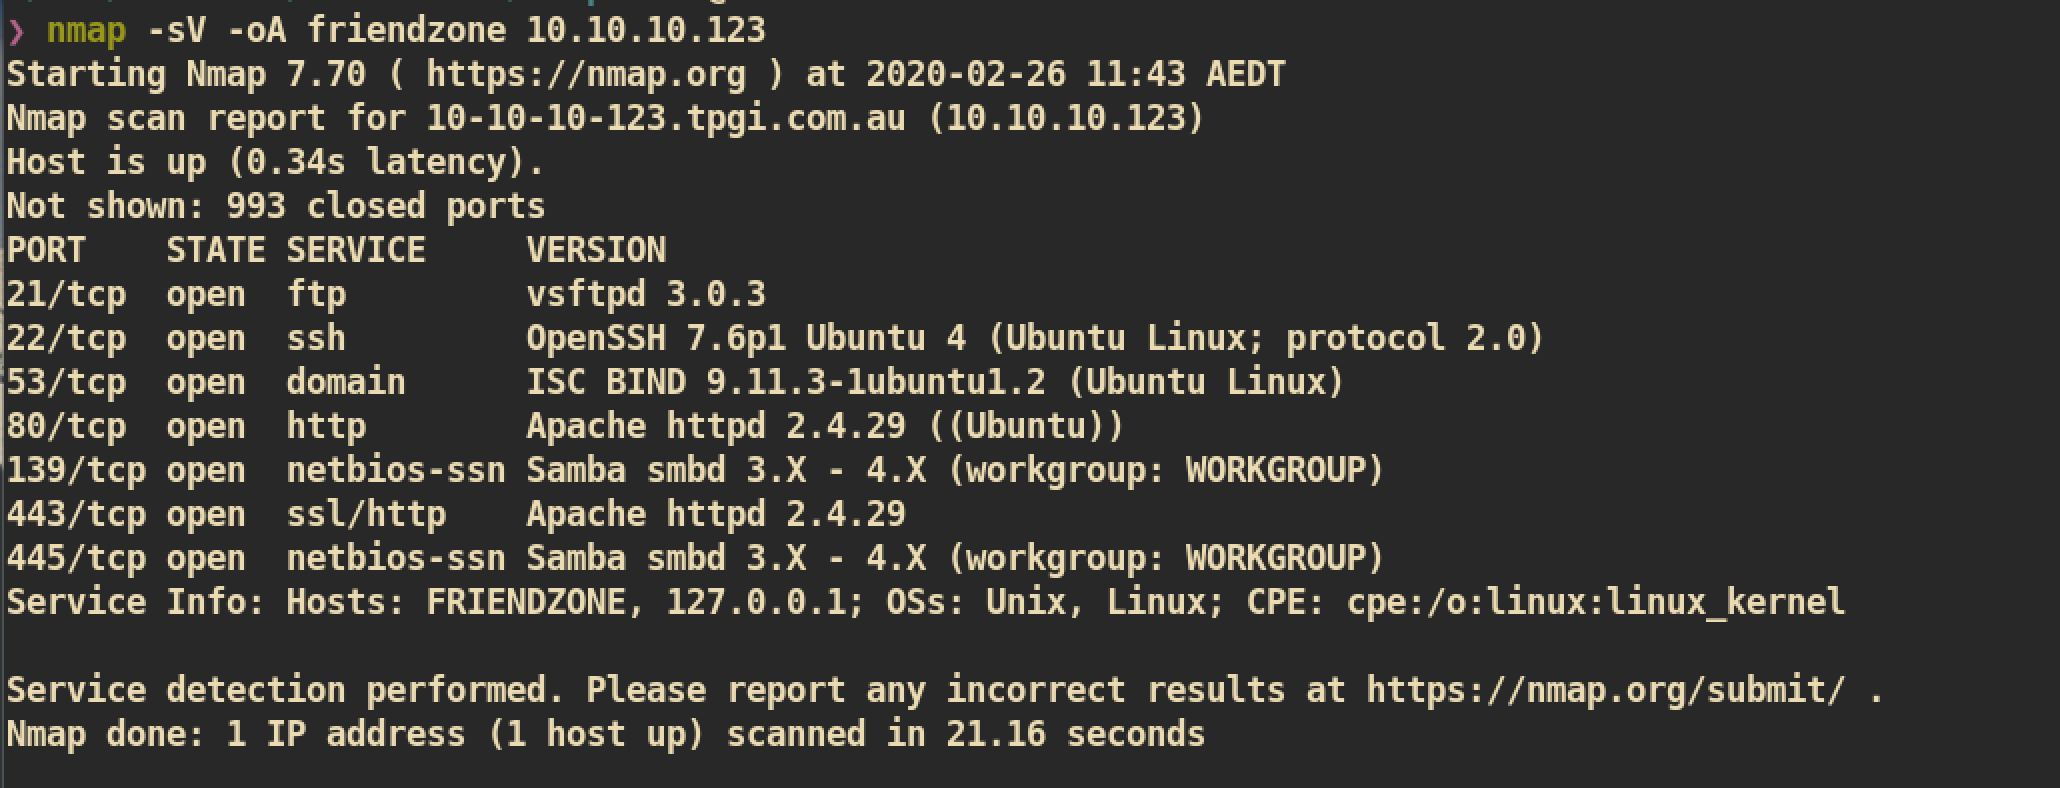 ❯ nmap -sV -oA friendzone 10.10.10.123
Starting Nmap 7.70 ( https://nmap.org ) at 2020-02-26 11:43 AEDT
Nmap scan report for 10-10-10-123.tpgi.com.au (10.10.10.123)
Host is up (0.34s latency).
Not shown: 993 closed ports
PORT    STATE SERVICE     VERSION
21/tcp  open  ftp         vsftpd 3.0.3
22/tcp  open  ssh         OpenSSH 7.6p1 Ubuntu 4 (Ubuntu Linux; protocol 2.0)
53/tcp  open  domain      ISC BIND 9.11.3-1ubuntu1.2 (Ubuntu Linux)
80/tcp  open  http        Apache httpd 2.4.29 ((Ubuntu))
139/tcp open  netbios-ssn Samba smbd 3.X - 4.X (workgroup: WORKGROUP)
443/tcp open  ssl/http    Apache httpd 2.4.29
445/tcp open  netbios-ssn Samba smbd 3.X - 4.X (workgroup: WORKGROUP)
Service Info: Hosts: FRIENDZONE, 127.0.0.1; OSs: Unix, Linux; CPE: cpe:/o:linux:linux_kernel
Service detection performed. Please report any incorrect results at https://nmap.org/submit/ .
Nmap done: 1 IP address (1 host up) scanned in 21.16 seconds